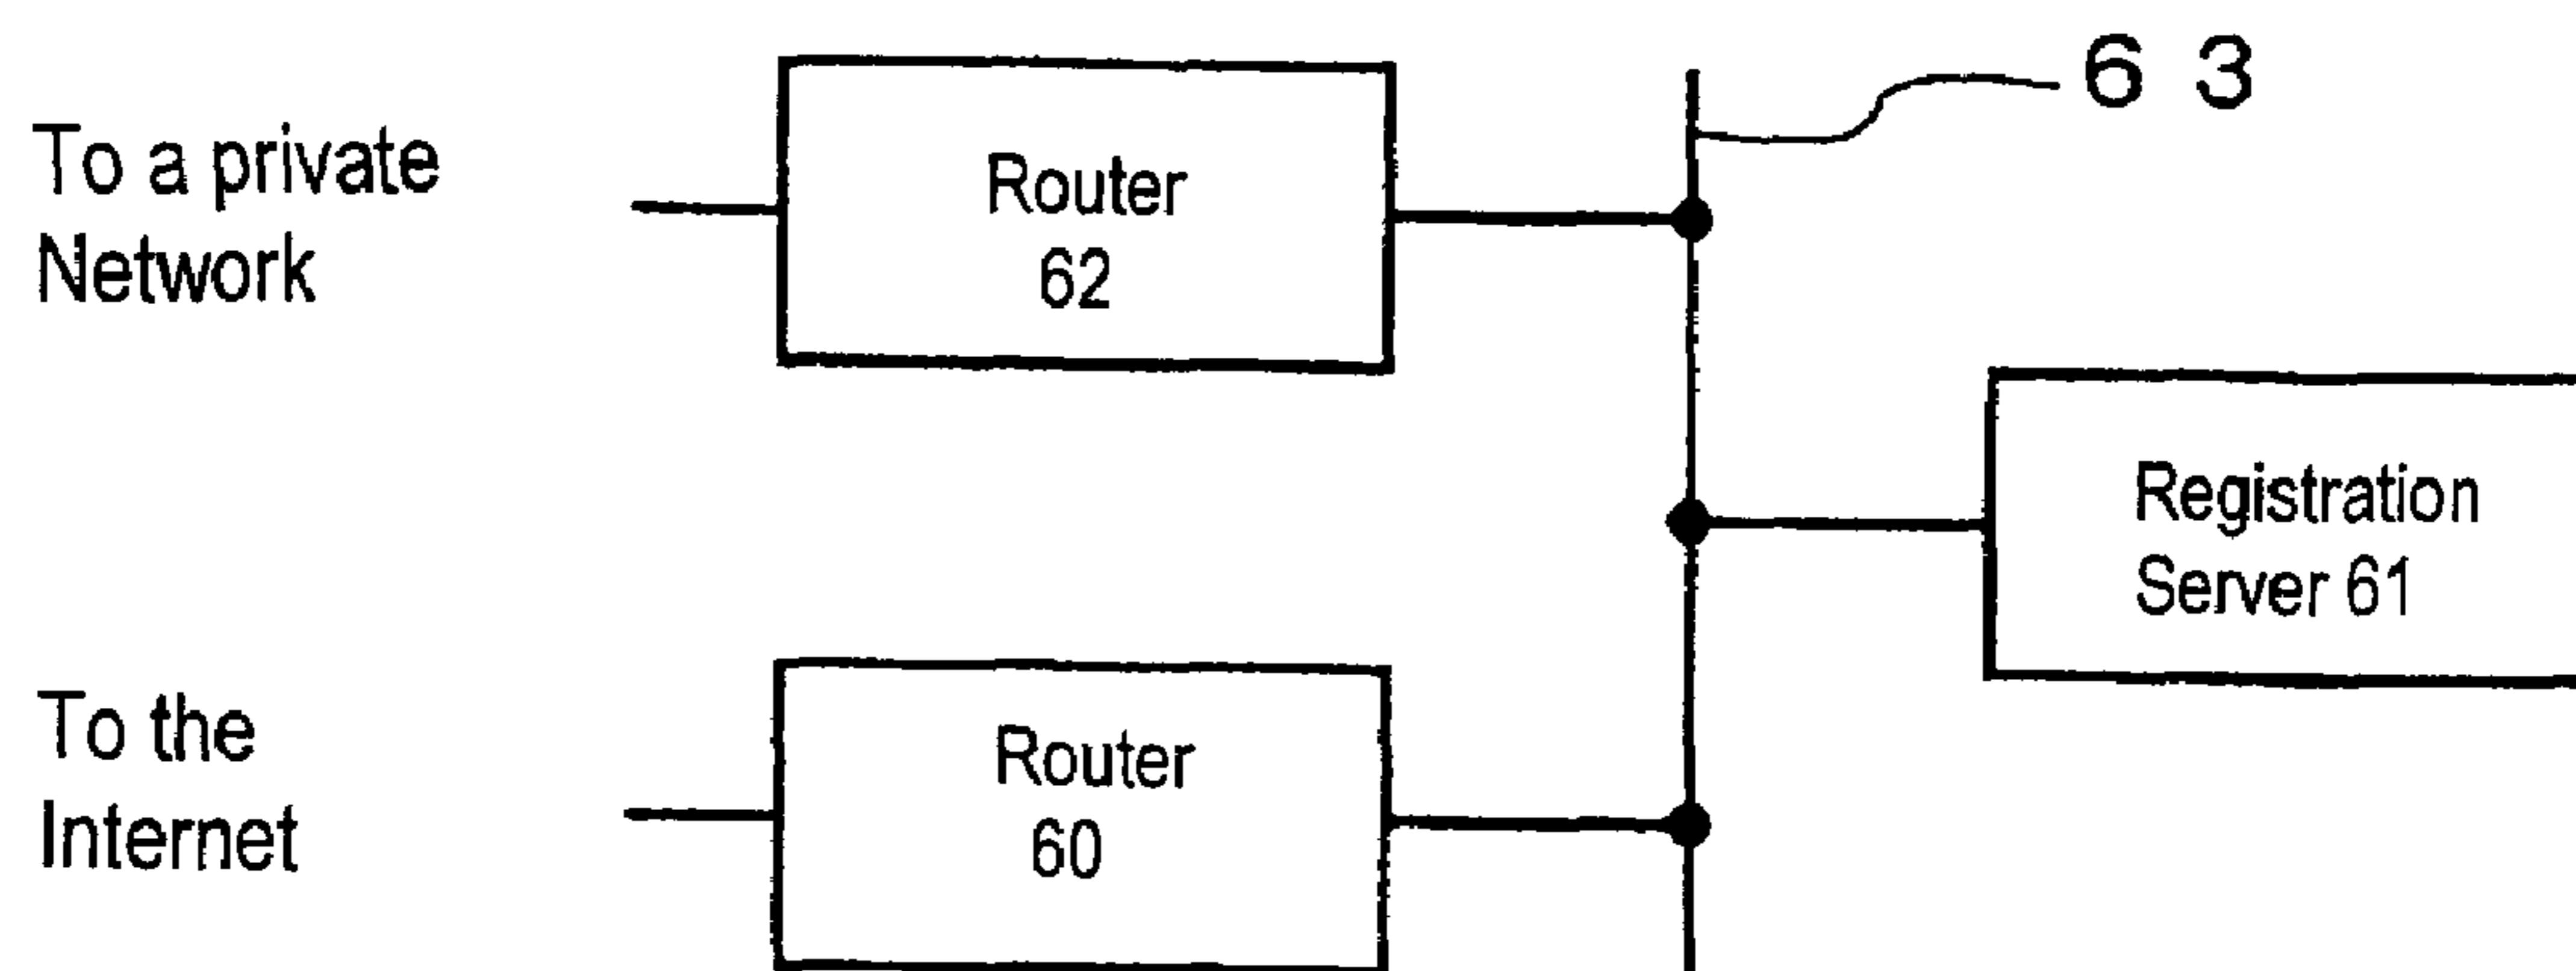 6 3
To a private
Network
Router
62
Registration
Server 61
To the
Internet
Router
60